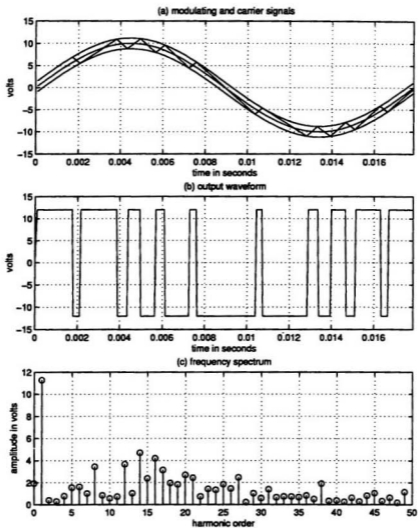 (a) modulating and carrier signals
volts
15
10
5
0
-5
-10
-15
0 0.002 0.004 0.006 0.008 0.01 0.012 0.014 0.016
time in seconds
(b) output waveform
volts
15
10
5
0
-5
-10
-15
0 0.002 0.004 0.006 0.008 0.01 0.012 0.014 0.016
time in seconds
(c) frequency spectrum
amplitude in volts
12
10
8
6
4
2
0
0 5 10 15 20 25 30 35 40 45 50
harmonic order